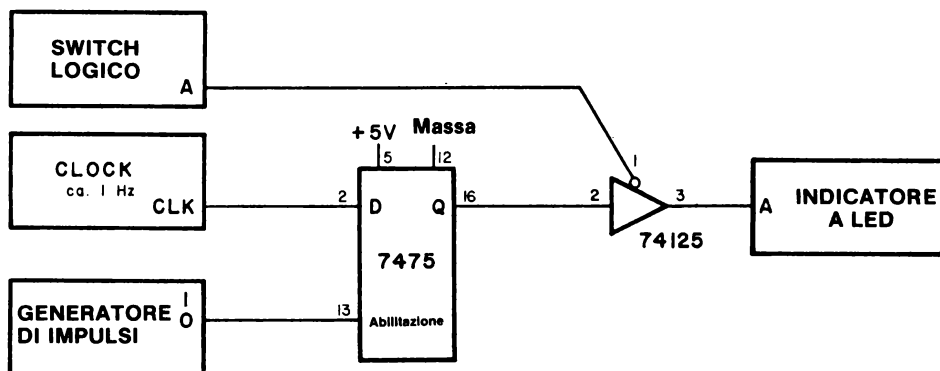 SWITCH
LOGICO
A
CLOCK
ca. 1 Hz
CLK
GENERATORE
DI IMPULSI
1
0
+5V
Massa
5
12
2
D
Q
16
7475
13
Abilitazione
1
2
3
74125
A
INDICATORE
A LED